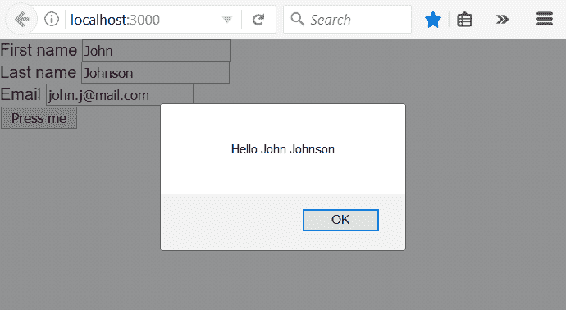 localhost:3000 Search
First name John
Last name Johnson
Email john.j@mail.com
Press me
Hello John Johnson
OK